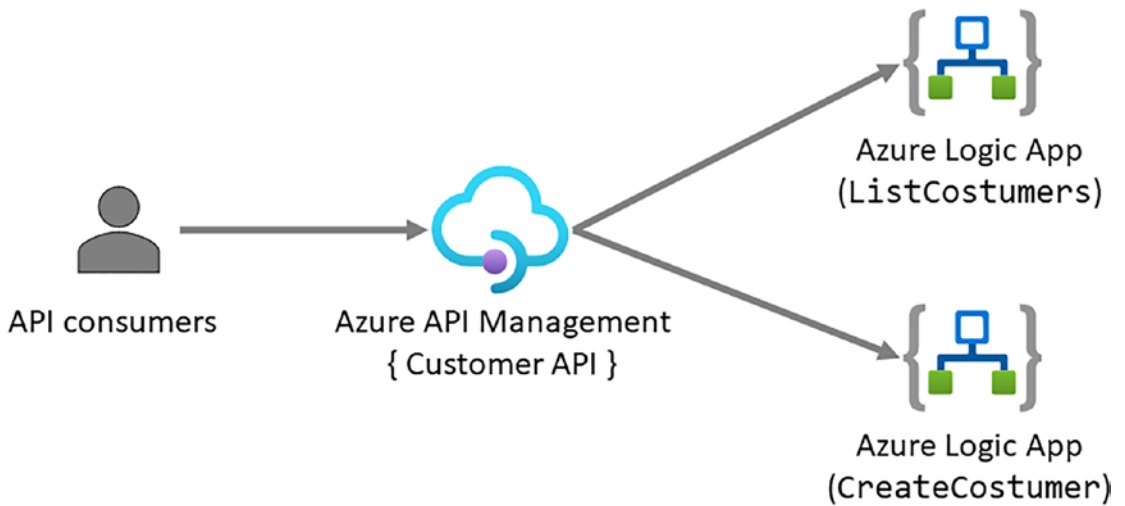 Azure Logic App
(ListCostumers)
API consumers
Azure API Management
{ Customer API }
Azure Logic App
(CreateCostumer)